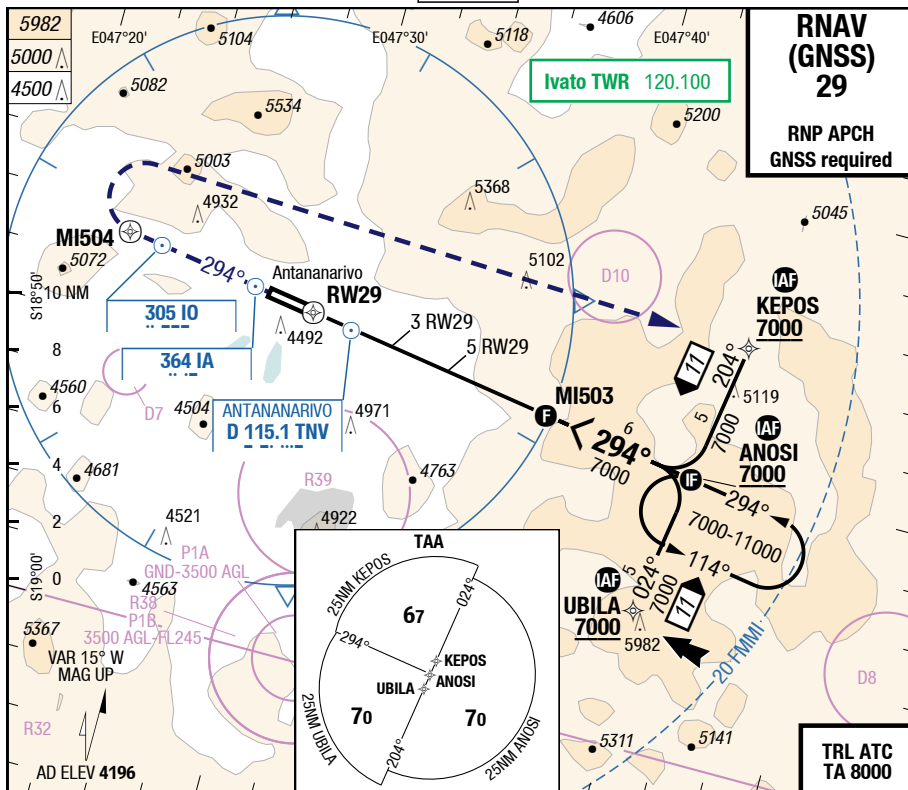 5982
5000
4500
E047°20'
E047°30'
E047°40'
5104
5118
4606
5082
5534
5200
5003
4932
5368
5045
5072
5102
4492
4971
4560
4504
4763
4681
4521
4922
4563
5367
5119
5982
5311
5141
RNAV
(GNSS)
29
RNP APCH
GNSS required
Ivato TWR 120.100
MI504
294°
Antananarivo
RW29
D10
S18°50'
10 NM
8
6
4
2
0
S19°00'
305 IO
364 IA
ANTANANARIVO
D 115.1 TNV
3 RW29
5 RW29
MI503
F
6
294°
7000
IAF
KEPOS
7000
11
204°
5
7000
IAF
ANOSI
7000
IF
294°
7000-11000
114°
IAF
UBILA
7000
024°
5
7000
11
20 FMMI
D7
R39
D8
P1A
GND-3500 AGL
R38
P1B
3500 AGL-FL245
R32
VAR 15° W
MAG UP
AD ELEV 4196
TAA
25NM KEPOS
024°
67
294°
KEPOS
ANOSI
UBILA
70
70
25NM UBILA
204°
25NM ANOSI
TRL ATC
TA 8000